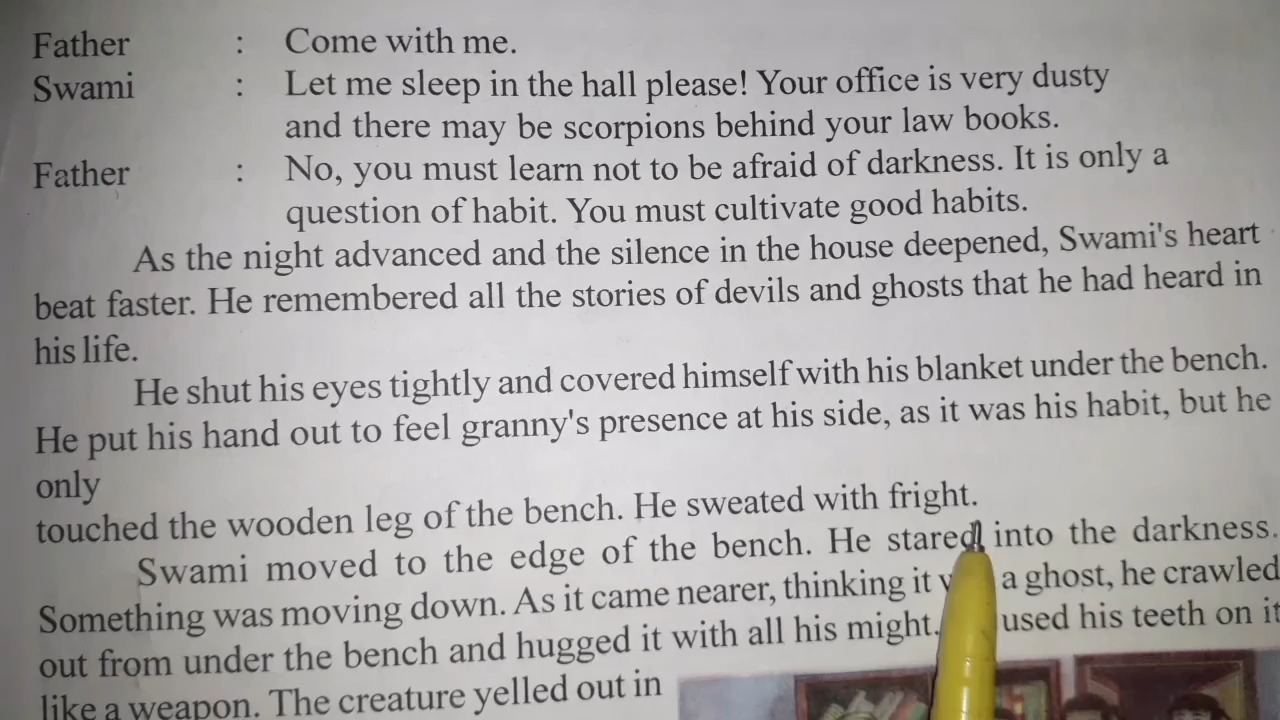 Father : Come with me.
Swami : Let me sleep in the hall please! Your office is very dusty
and there may be scorpions behind your law books.
Father : No, you must learn not to be afraid of darkness. It is only a
question of habit. You must cultivate good habits.
As the night advanced and the silence in the house deepened, Swami's heart
beat faster. He remembered all the stories of devils and ghosts that he had heard in
his life.
He shut his eyes tightly and covered himself with his blanket under the bench.
He put his hand out to feel granny's presence at his side, as it was his habit, but he
only
touched the wooden leg of the bench. He sweated with fright.
Swami moved to the edge of the bench. He stared into the darkness.
Something was moving down. As it came nearer, thinking it a ghost, he crawled
out from under the bench and hugged it with all his might. used his teeth on it
like a weapon. The creature yelled out in